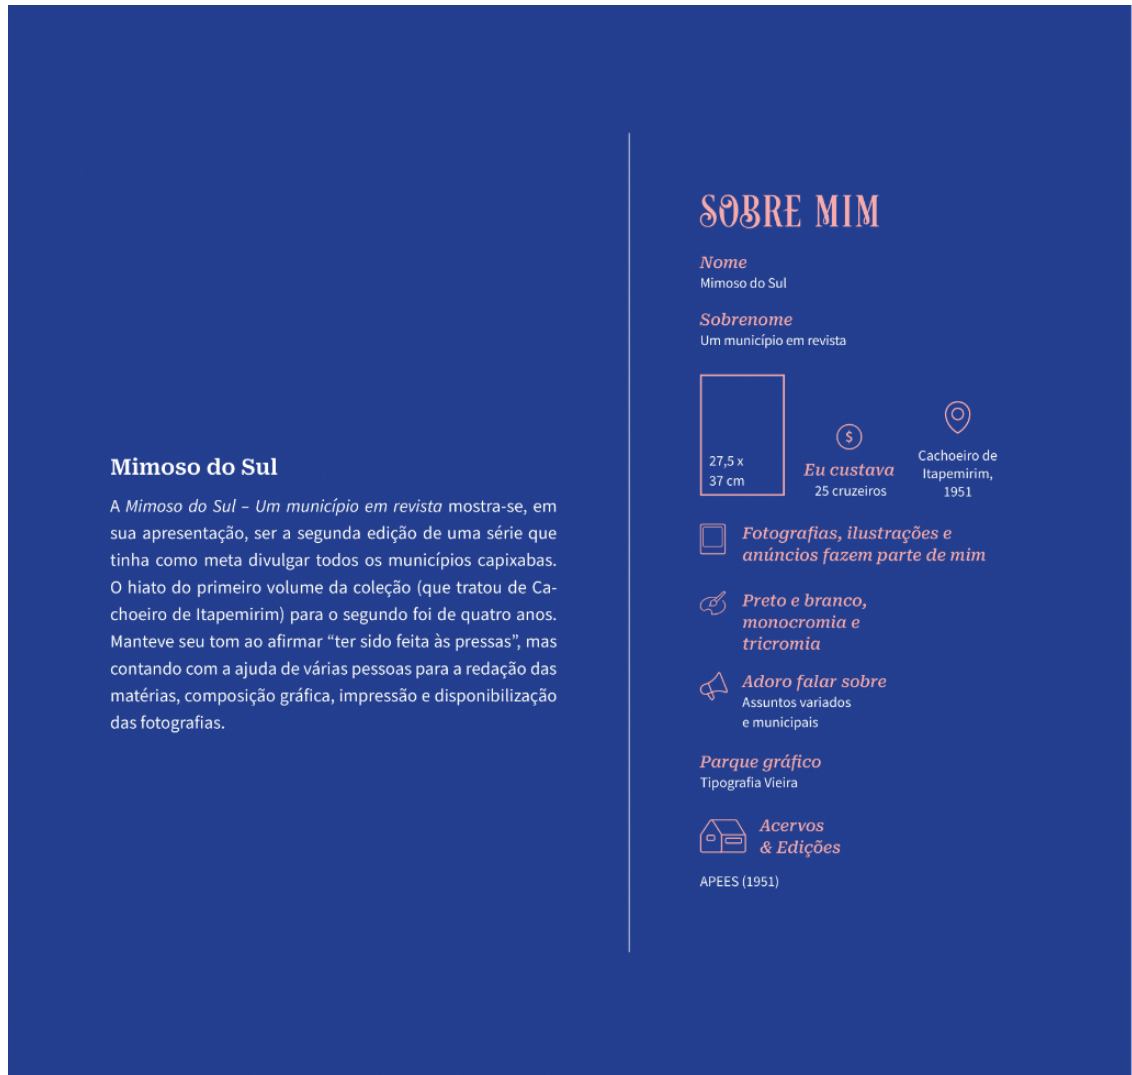 Mimoso do Sul
A Mimoso do Sul – Um município em revista mostra-se, em
sua apresentação, ser a segunda edição de uma série que
tinha como meta divulgar todos os municípios capixabas.
O hiato do primeiro volume da coleção (que tratou de Ca-
choeiro de Itapemirim) para o segundo foi de quatro anos.
Manteve seu tom ao afirmar “ter sido feita às pressas”, mas
contando com a ajuda de várias pessoas para a redação das
matérias, composição gráfica, impressão e disponibilização
das fotografias.
SOBRE MIM
Nome
Mimoso do Sul
Sobrenome
Um município em revista
27,5 x
37 cm
$
Eu custava
25 cruzeiros
Cachoeiro de
Itapemirim,
1951
Fotografias, ilustrações e
anúncios fazem parte de mim
Preto e branco,
monocromia e
tricromia
Adoro falar sobre
Assuntos variados
e municipais
Parque gráfico
Tipografia Vieira
Acervos
& Edições
APEES (1951)